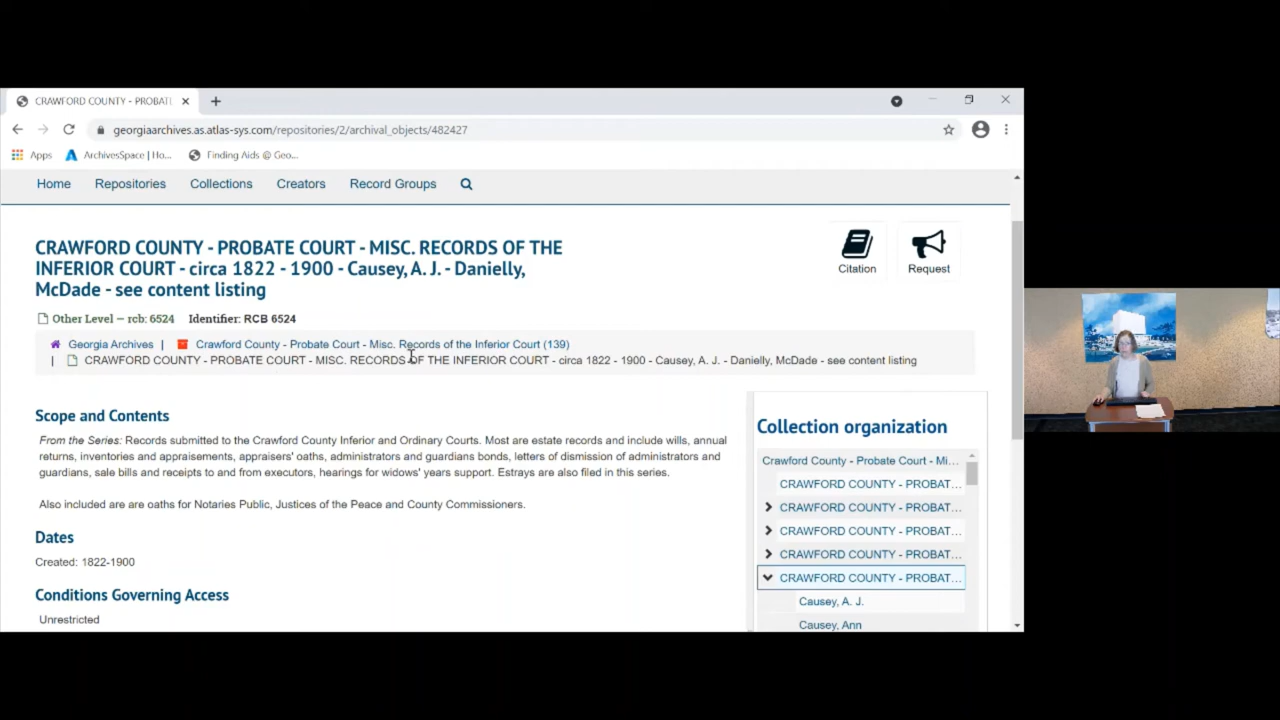 CRAWFORD COUNTY - PROBATE
georgiaarchives.as.atlas-sys.com/repositories/2/archival_objects/482427
Apps ArchivesSpace | Ho... Finding Aids @ Geo...
Home Repositories Collections Creators Record Groups
CRAWFORD COUNTY - PROBATE COURT - MISC. RECORDS OF THE
INFERIOR COURT - circa 1822 - 1900 - Causey, A. J. - Danielly,
McDade - see content listing
Citation
Request
Other Level — rcb: 6524 Identifier: RCB 6524
Georgia Archives | Crawford County - Probate Court - Misc. Records of the Inferior Court (139)
| CRAWFORD COUNTY - PROBATE COURT - MISC. RECORDS OF THE INFERIOR COURT - circa 1822 - 1900 - Causey, A. J. - Danielly, McDade - see content listing
Scope and Contents
From the Series: Records submitted to the Crawford County Inferior and Ordinary Courts. Most are estate records and include wills, annual
returns, inventories and appraisements, appraisers' oaths, administrators and guardians bonds, letters of dismission of administrators and
guardians, sale bills and receipts to and from executors, hearings for widows' years support. Estrays are also filed in this series.
Also included are are oaths for Notaries Public, Justices of the Peace and County Commissioners.
Dates
Created: 1822-1900
Conditions Governing Access
Unrestricted
Collection organization
Crawford County - Probate Court - Mi...
CRAWFORD COUNTY - PROBAT...
CRAWFORD COUNTY - PROBAT...
CRAWFORD COUNTY - PROBAT...
CRAWFORD COUNTY - PROBAT...
CRAWFORD COUNTY - PROBAT...
Causey, A. J.
Causey, Ann